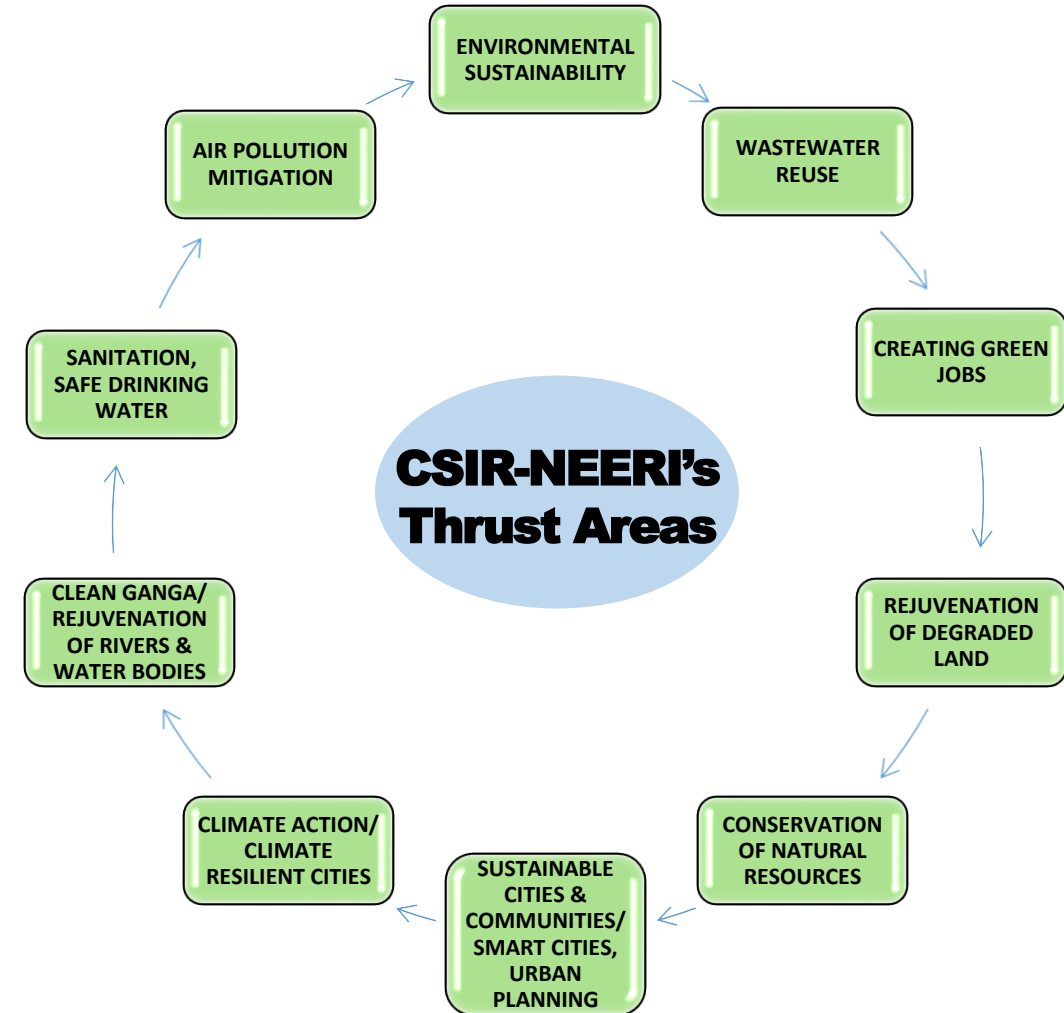 ENVIRONMENTAL
SUSTAINABILITY
WASTEWATER
REUSE
CREATING GREEN
JOBS
REJUVENATION
OF DEGRADED
LAND
CONSERVATION
OF NATURAL
RESOURCES
SUSTAINABLE
CITIES &
COMMUNITIES/
SMART CITIES,
URBAN
PLANNING
CLIMATE ACTION/
CLIMATE
RESILIENT CITIES
CLEAN GANGA/
REJUVENATION
OF RIVERS &
WATER BODIES
SANITATION,
SAFE DRINKING
WATER
AIR POLLUTION
MITIGATION
CSIR-NEERI's
Thrust Areas